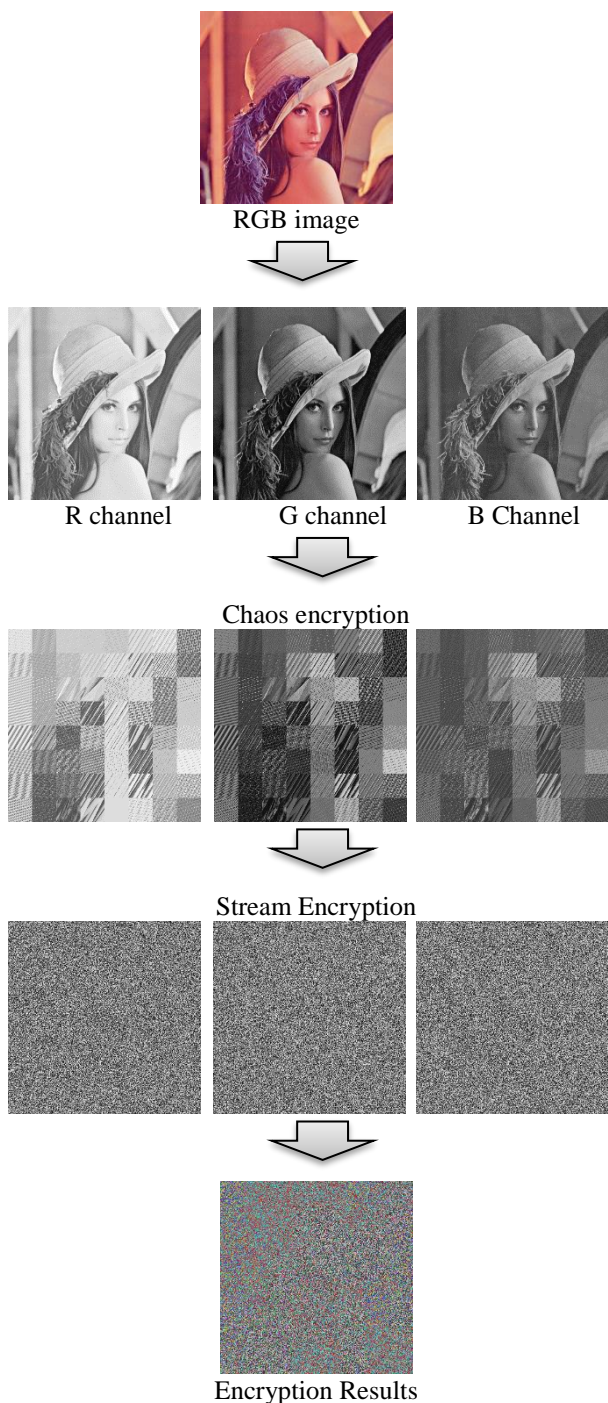 RGB image
R channel G channel B Channel
Chaos encryption
Stream Encryption
Encryption Results